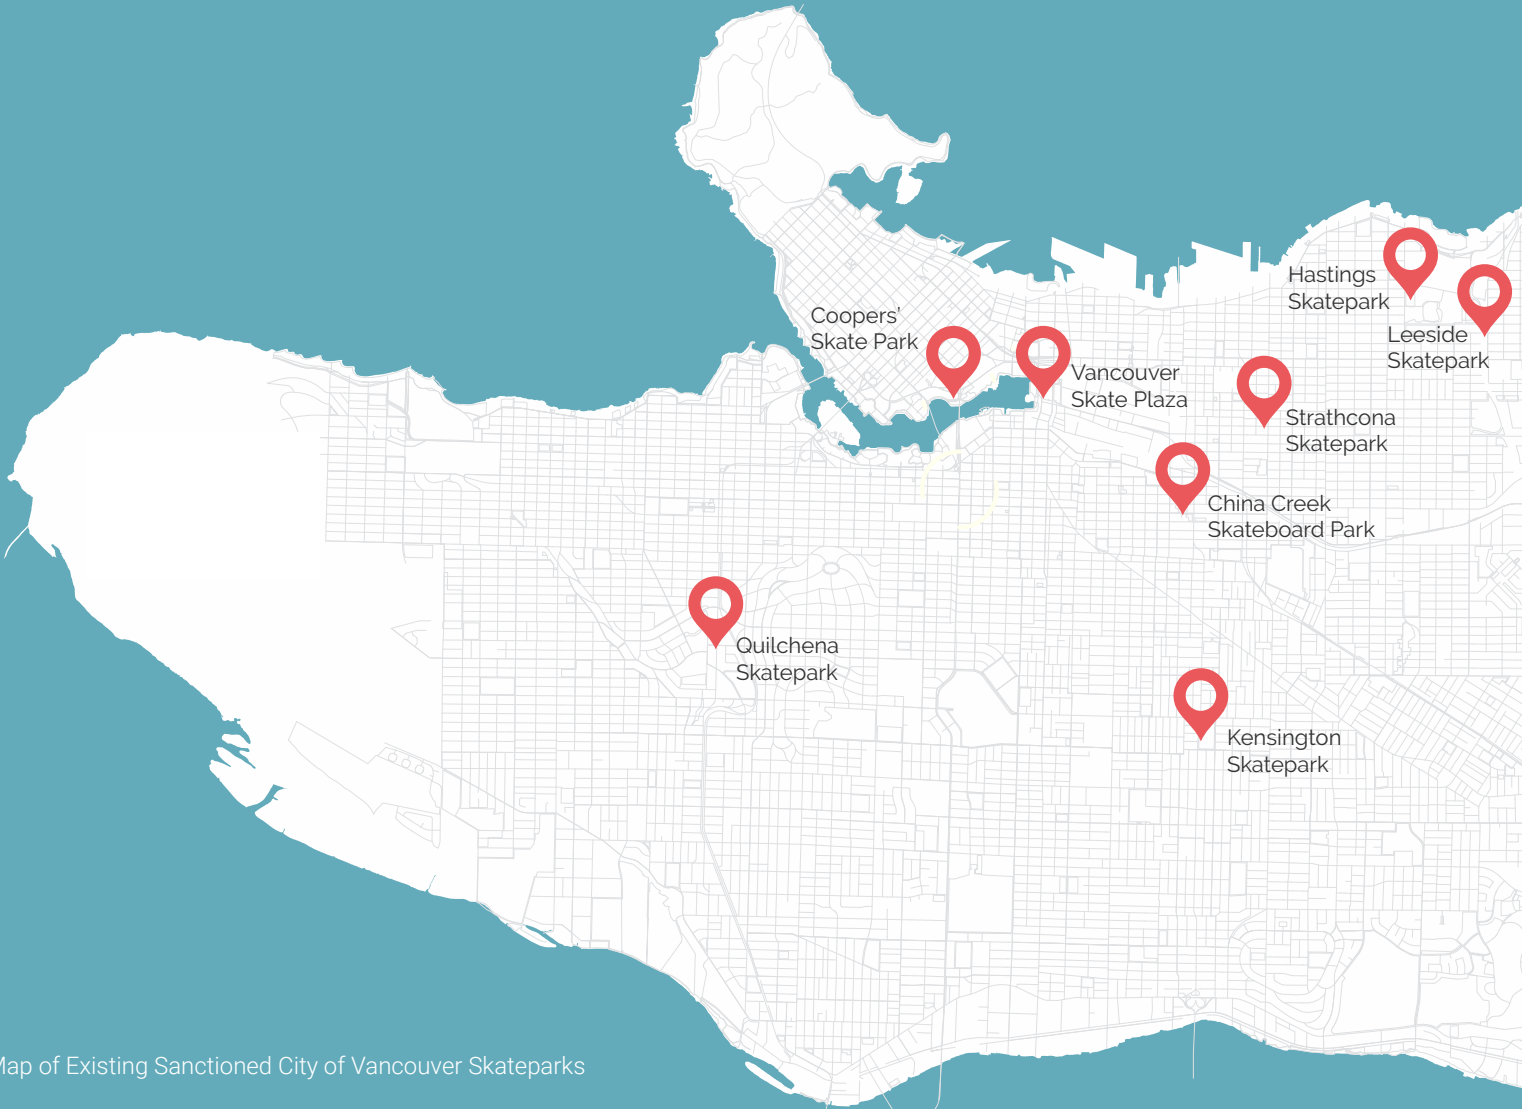 Hastings
Skatepark
Leeside
Skatepark
Coopers'
Skate Park
Vancouver
Skate Plaza
Strathcona
Skatepark
China Creek
Skateboard Park
Quilchena
Skatepark
Kensington
Skatepark
Map of Existing Sanctioned City of Vancouver Skateparks